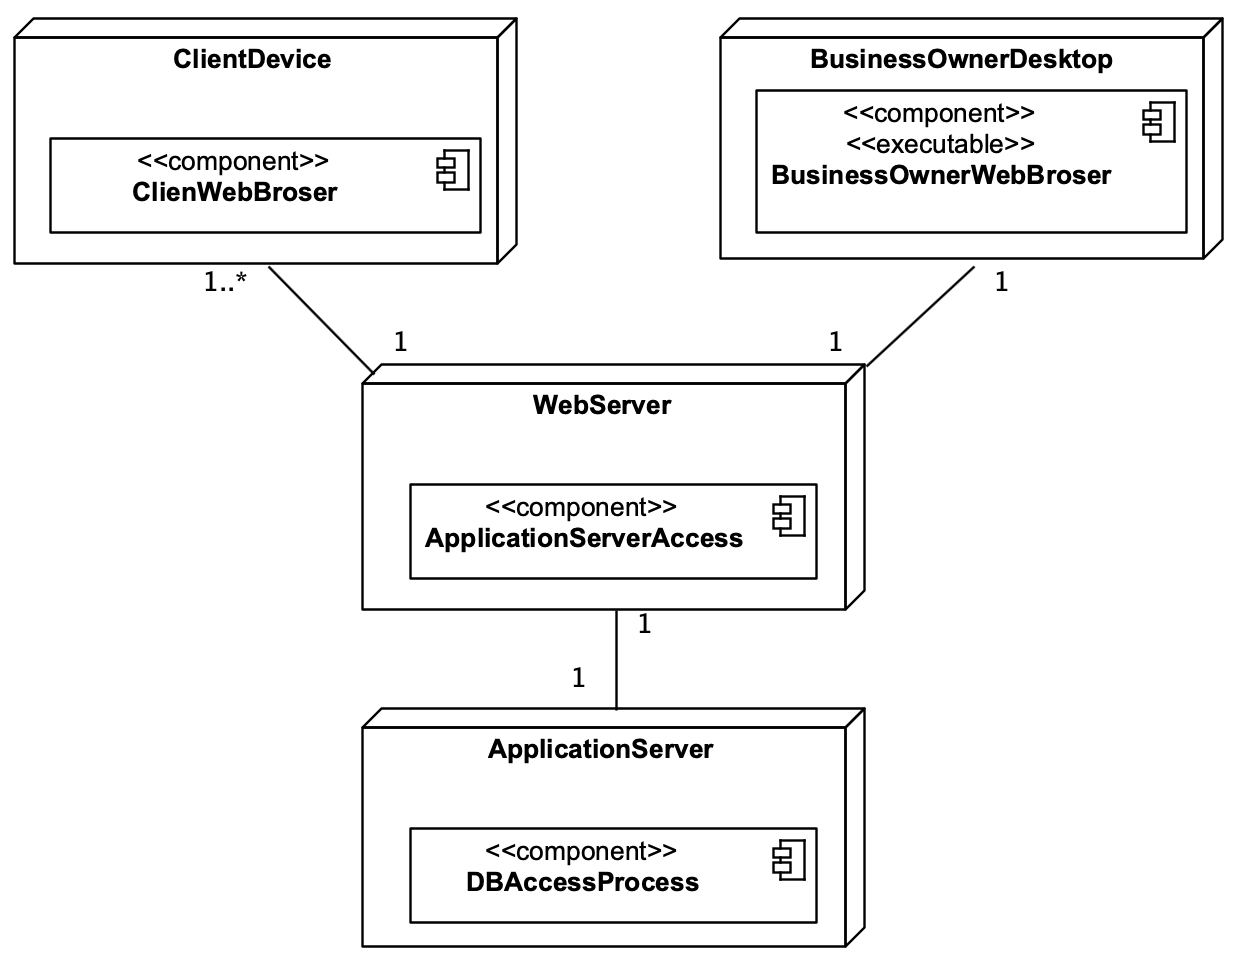 ClientDevice
<<component>>
ClienWebBroser
BusinessOwnerDesktop
<<component>>
<<executable>>
BusinessOwnerWebBroser
1..*
1
1
1
WebServer
<<component>>
ApplicationServerAccess
1
1
ApplicationServer
<<component>>
DBAccessProcess